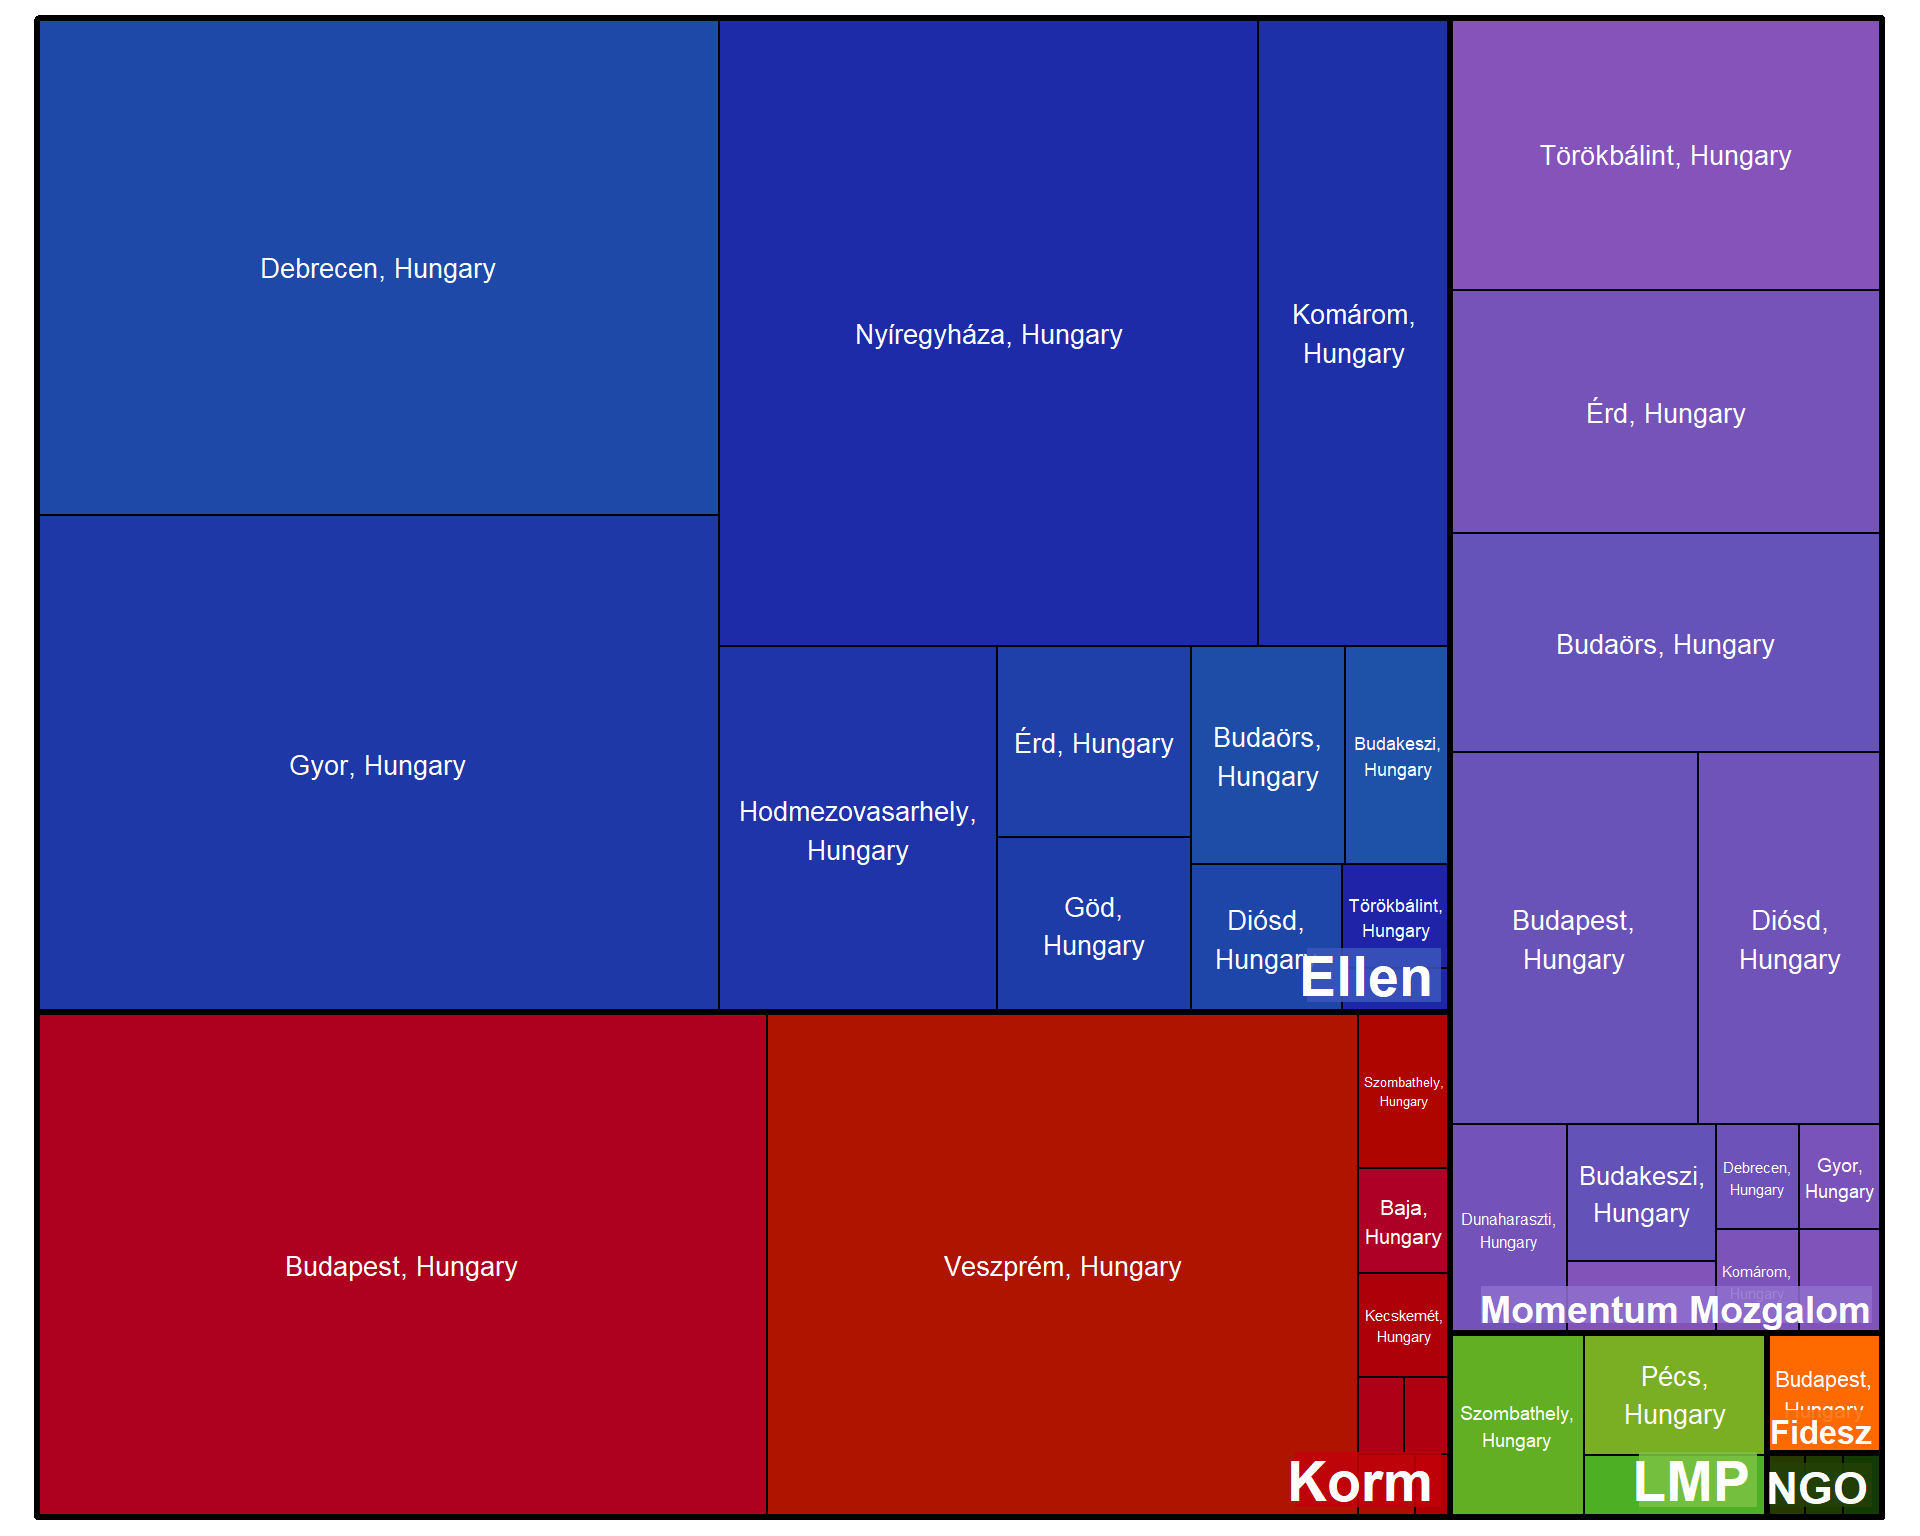 Debrecen, Hungary
Gyor, Hungary
Nyíregyháza, Hungary
Komárom,
Hungary
Hodmezovasarhely,
Hungary
Érd, Hungary
Göd,
Hungary
Budaörs,
Hungary
Budakeszi,
Hungary
Diósd,
Hungary
Törökbálint,
Hungary
Ellen
Budapest, Hungary
Veszprém, Hungary
Szombathely,
Hungary
Baja,
Hungary
Kecskemét,
Hungary
Korm
Törökbálint, Hungary
Érd, Hungary
Budaörs, Hungary
Budapest,
Hungary
Diósd,
Hungary
Dunaharaszti,
Hungary
Budakeszi,
Hungary
Debrecen,
Hungary
Gyor,
Hungary
Komárom,
Hungary
Momentum Mozgalom
Szombathely,
Hungary
Pécs,
Hungary
LMP
Budapest,
Hungary
Fidesz
NGO